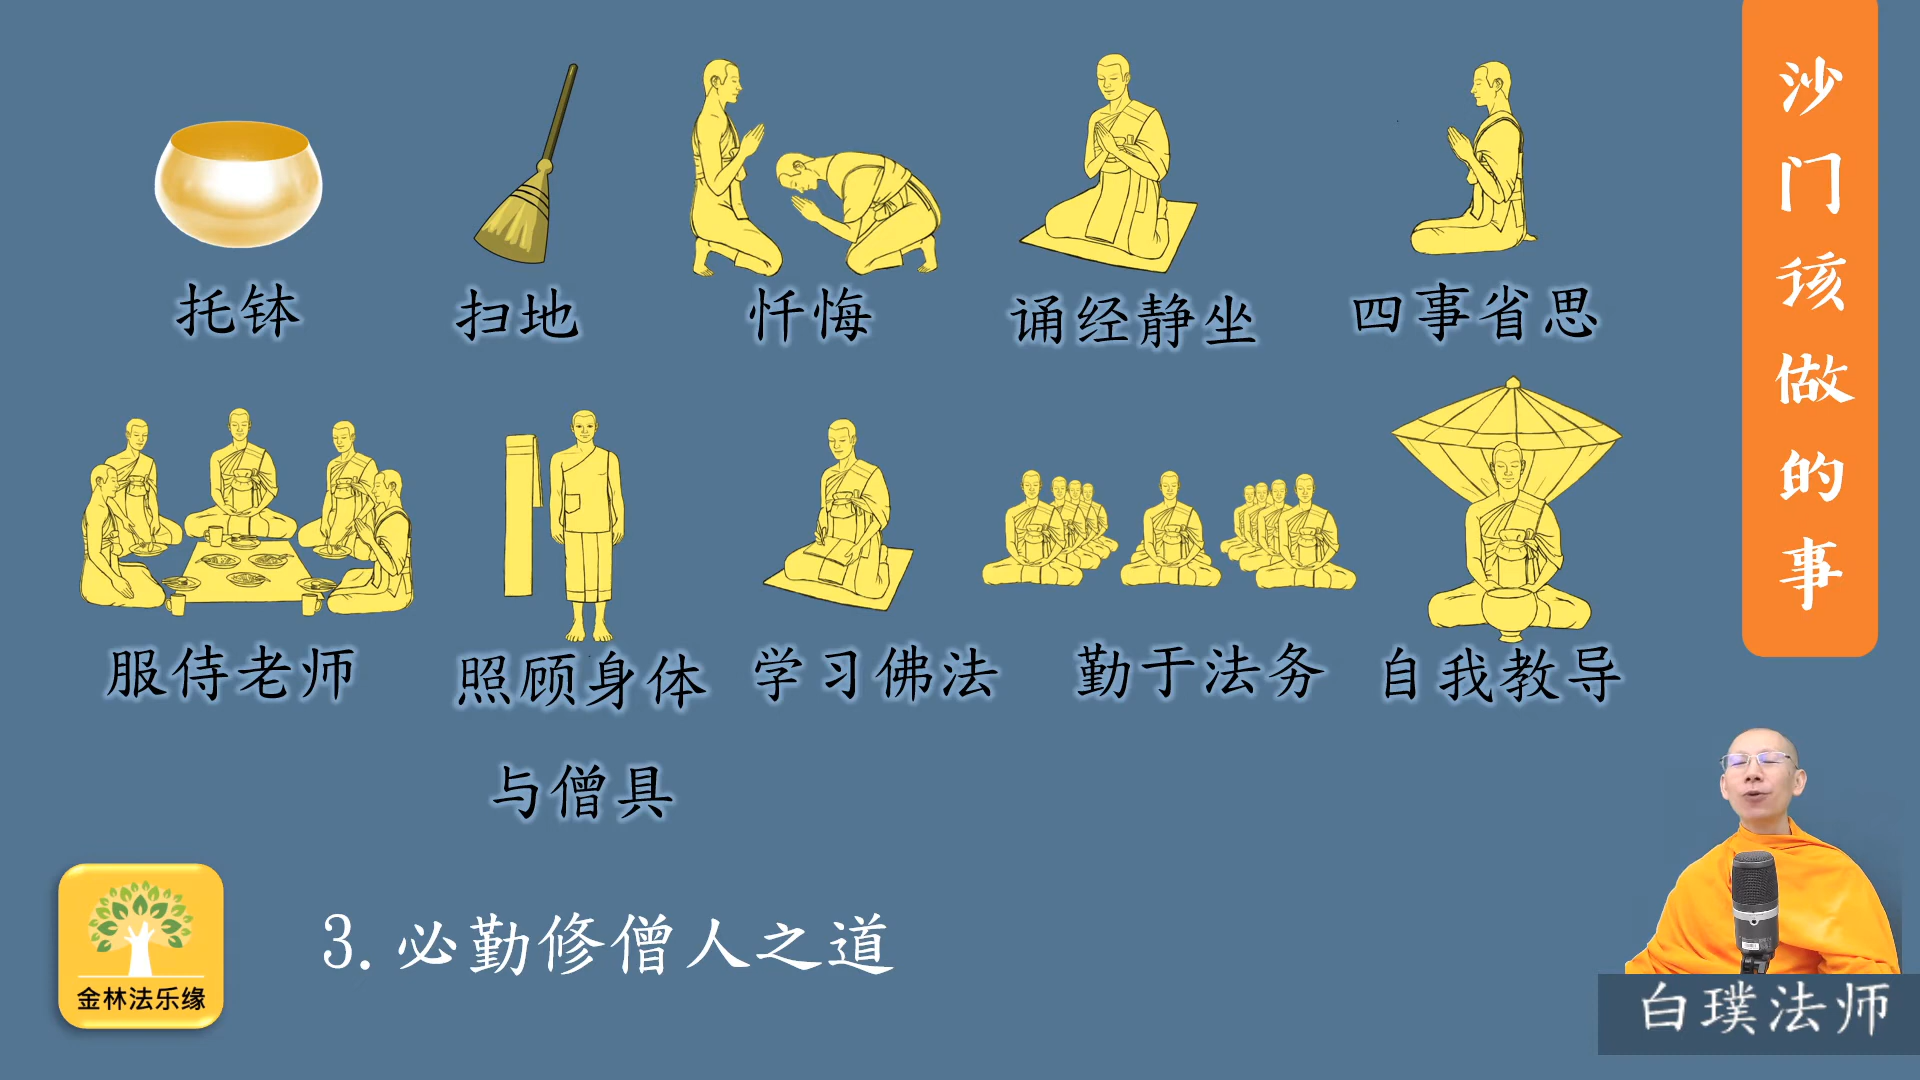 沙门该做的事
托钵
扫地
忏悔
诵经静坐
四事省思
服侍老师
照顾身体
与僧具
学习佛法
勤于法务
自我教导
金林法乐缘
3. 必勤修僧人之道
白璞法师